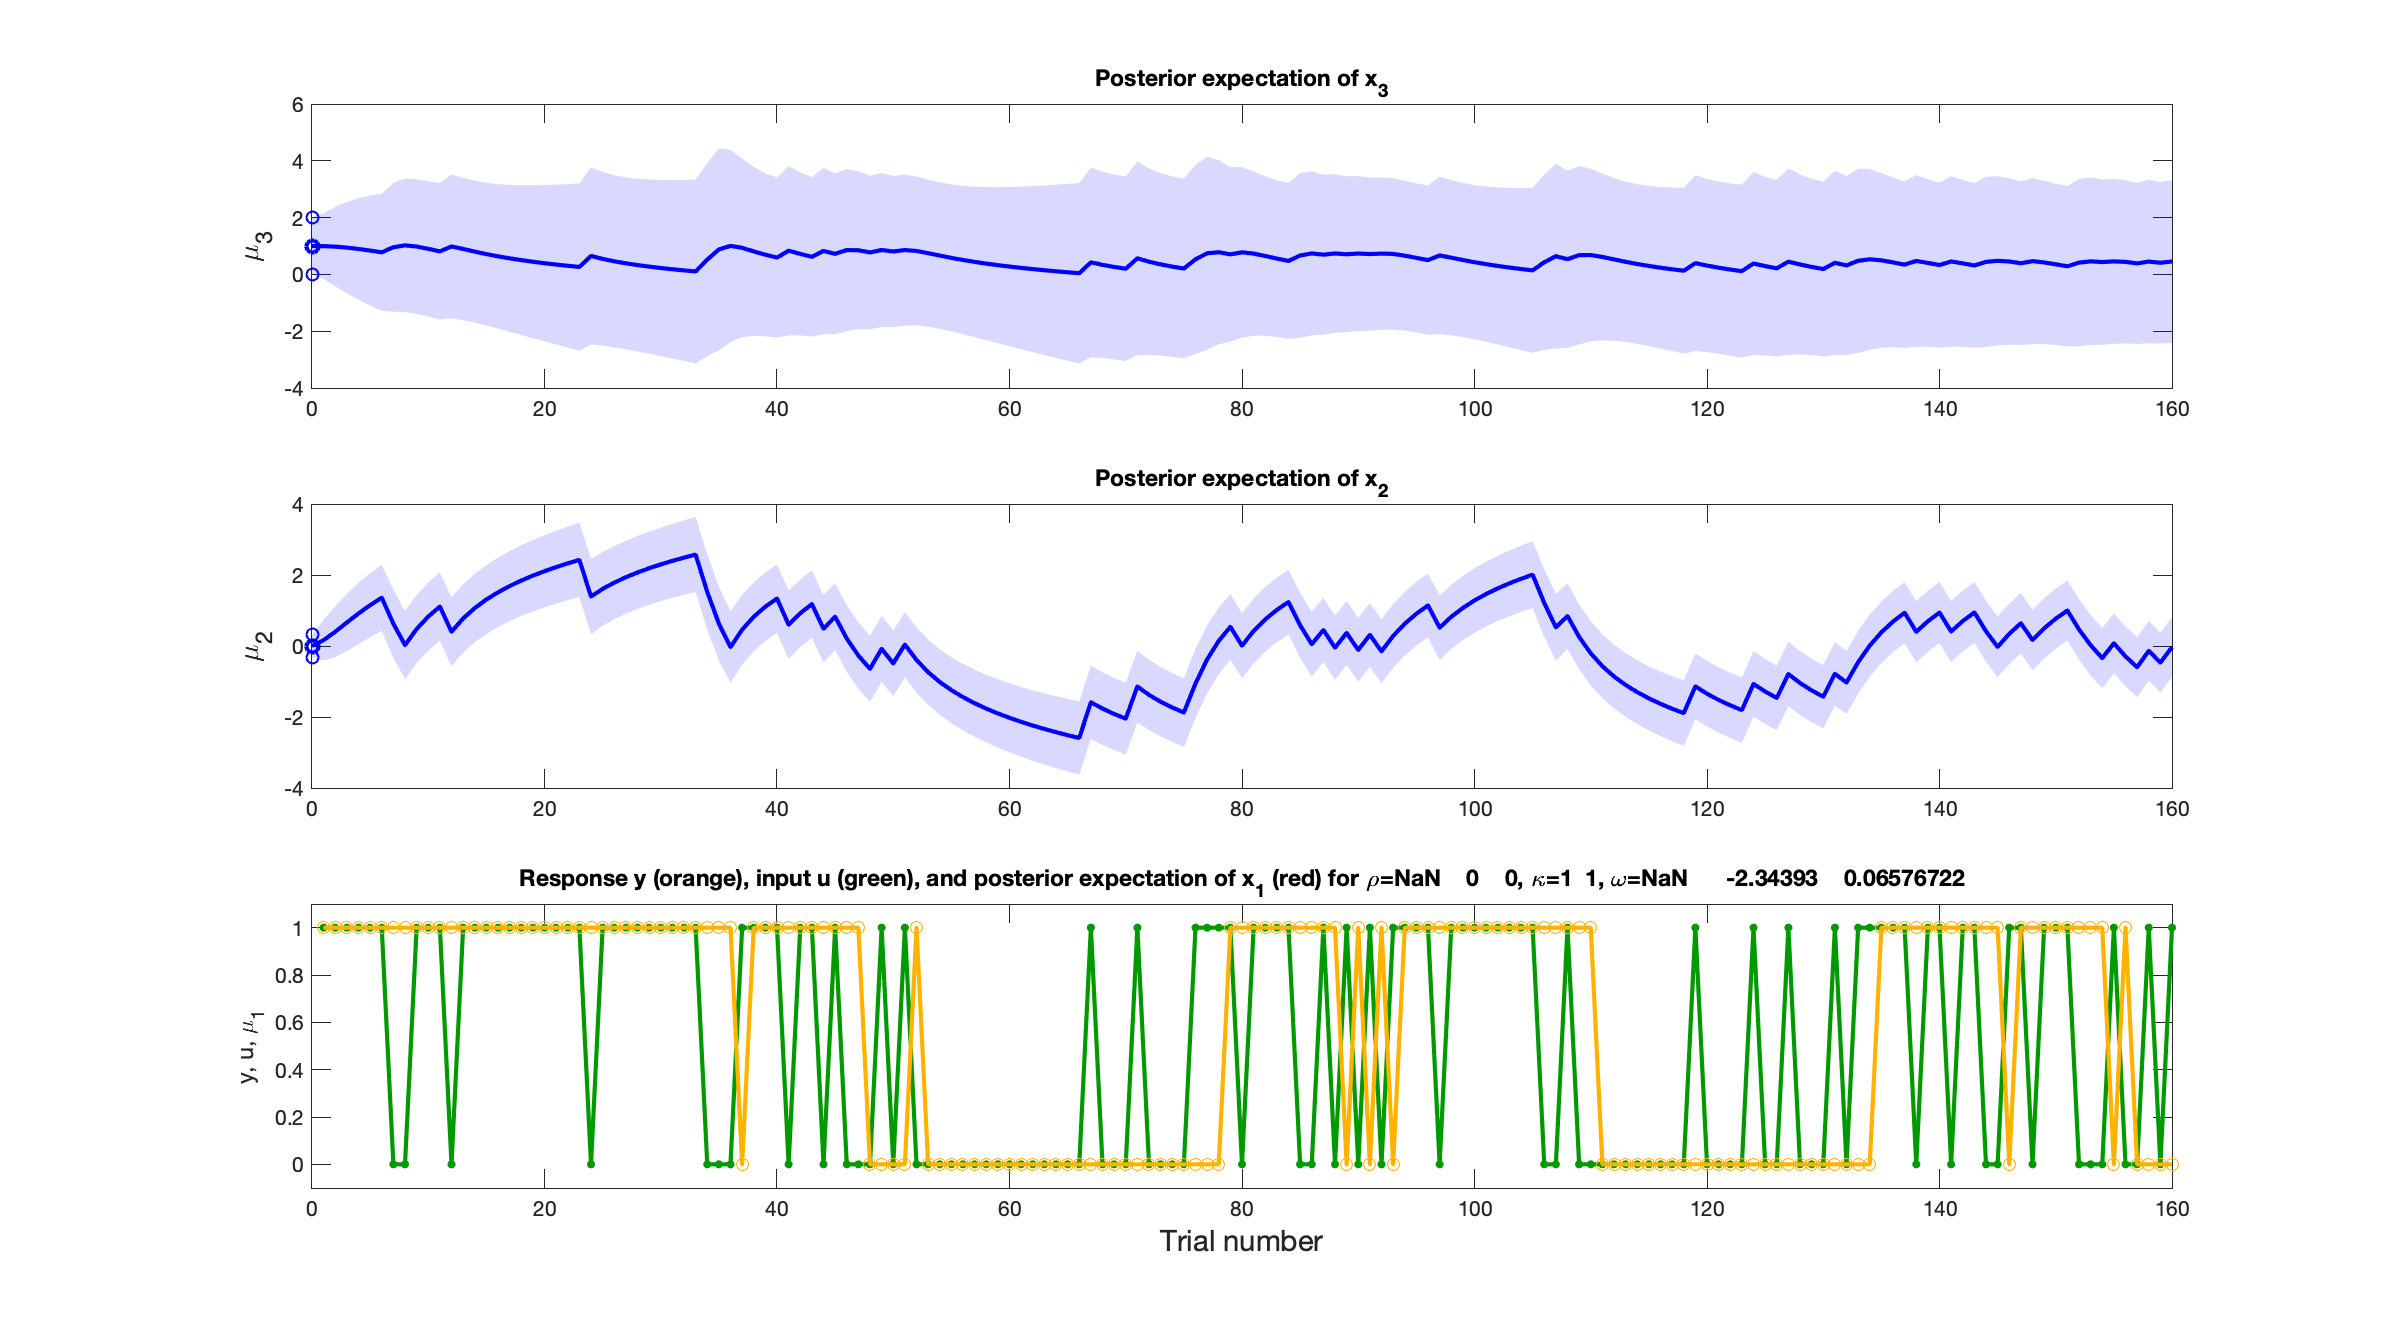 Posterior expectation of x3
6
4
2
0
-2
-4
μ3
0 20 40 60 80 100 120 140 160
Posterior expectation of x2
4
2
0
-2
-4
μ2
0 20 40 60 80 100 120 140 160
Response y (orange), input u (green), and posterior expectation of x1 (red) for ρ=NaN 0 0, κ=1 1, ω=NaN -2.34393 0.06576722
1
0.8
0.6
0.4
0.2
0
y, u, μ1
0 20 40 60 80 100 120 140 160
Trial number